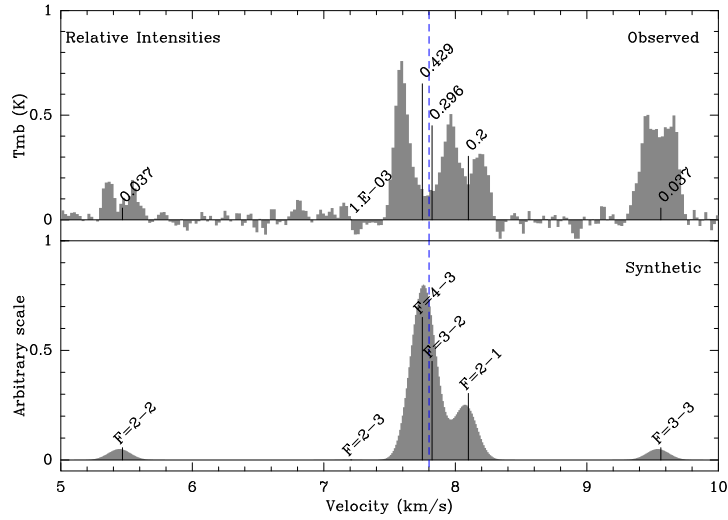 1
Relative Intensities
Observed
0.429
0.296
0.2
0.5
Tmb (K)
0.037
1.E-03
0.037
0
1
Synthetic
F=4-3
F=3-2
F=2-1
0.5
Arbitrary scale
F=2-2
F=2-3
F=3-3
0
5 6 7 8 9 10
Velocity (km/s)